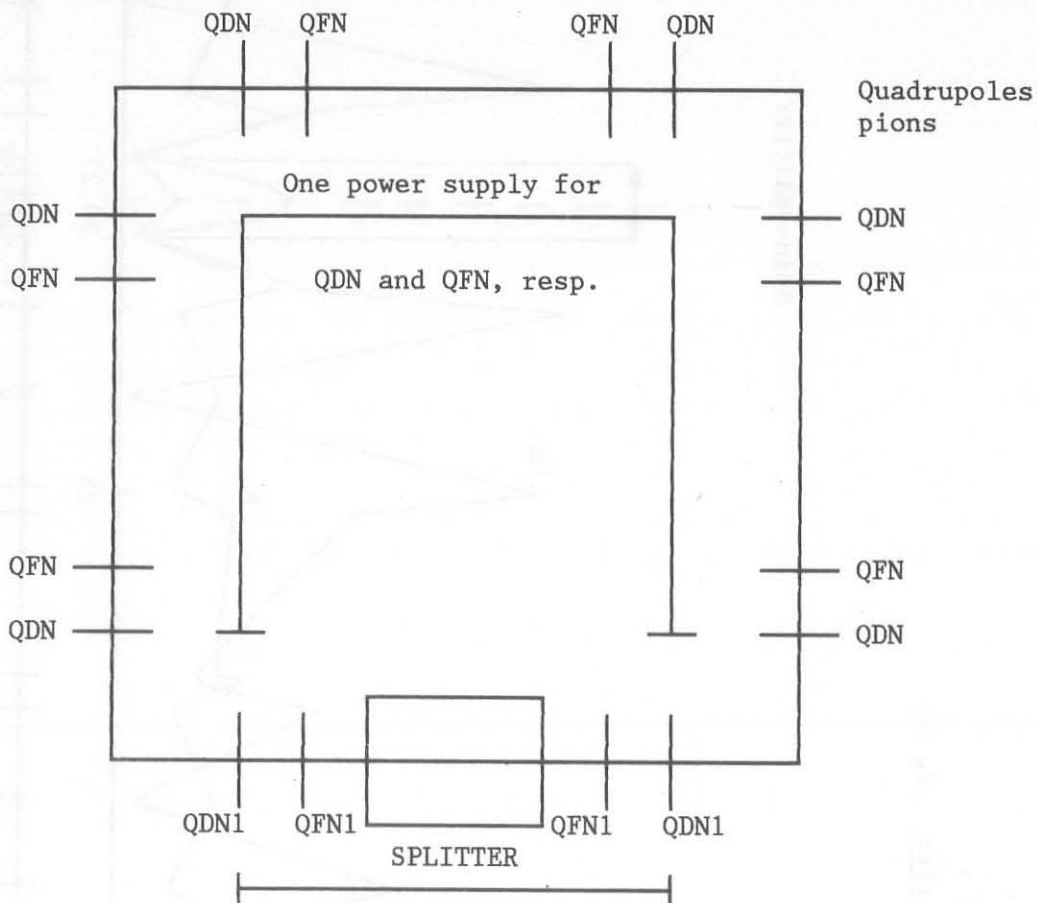 QDN QFN QFN QDN
Quadrupoles
pions
One power supply for
QDN QDN
QFN QDN and QFN, resp. QFN
QFN QFN
QDN QDN
QDN1 QFN1 QFN1 QDN1
SPLITTER